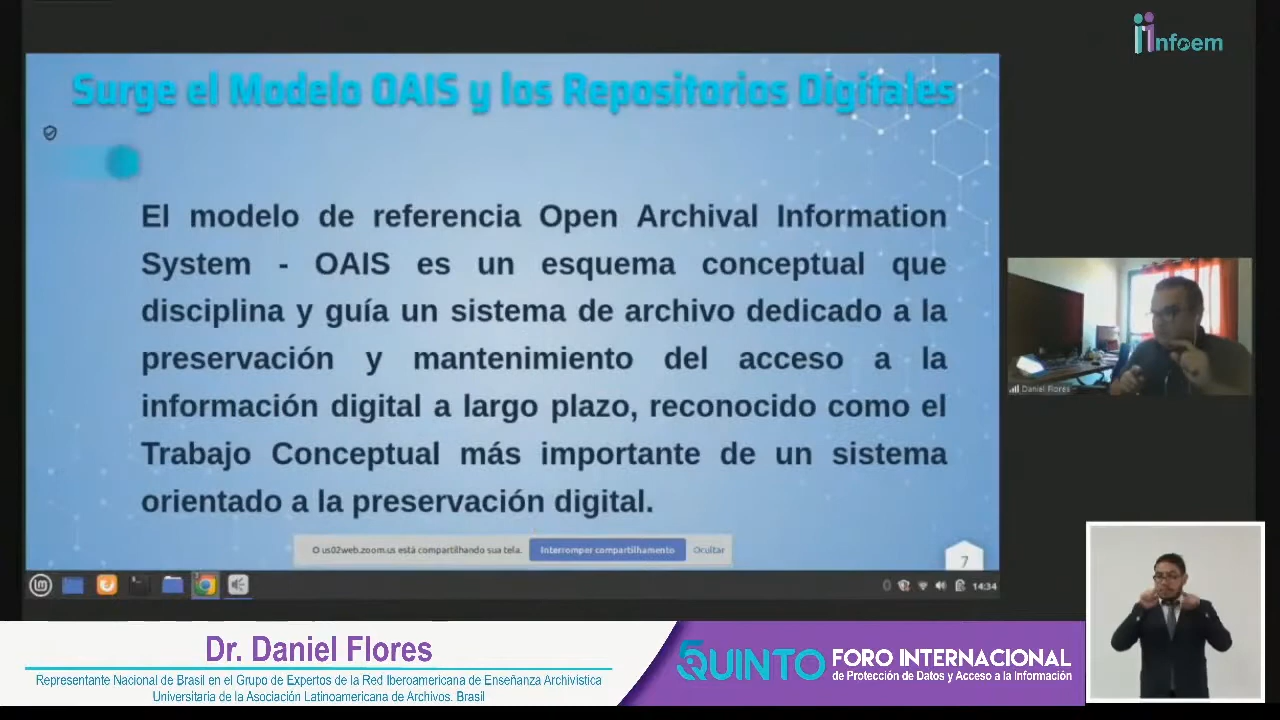 infoem
Surge el Modelo OAIS y los Repositorios Digitales
El modelo de referencia Open Archival Information
System - OAIS es un esquema conceptual que
disciplina y guía un sistema de archivo dedicado a la
preservación y mantenimiento del acceso a la
información digital a largo plazo, reconocido como el
Trabajo Conceptual más importante de un sistema
orientado a la preservación digital.
Daniel Flores
O us02web.zoom.us está compartilhando sua tela. Interromper compartilhamento Ocultar
7
14:34
Dr. Daniel Flores
Representante Nacional de Brasil en el Grupo de Expertos de la Red Iberoamericana de Enseñanza Archivística
Universitaria de la Asociación Latinoamericana de Archivos. Brasil
5 QUINTO FORO INTERNACIONAL
de Protección de Datos y Acceso a la Información